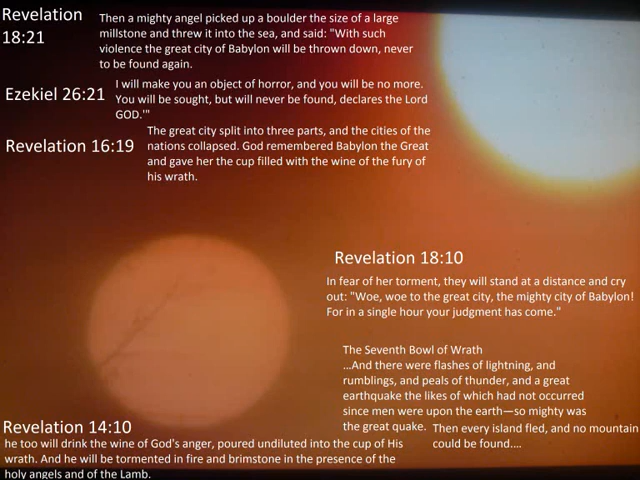 Revelation
18:21
Then a mighty angel picked up a boulder the size of a large
millstone and threw it into the sea, and said: "With such
violence the great city of Babylon will be thrown down, never
to be found again.
Ezekiel 26:21
I will make you an object of horror, and you will be no more.
You will be sought, but will never be found, declares the Lord
GOD.'"
Revelation 16:19
The great city split into three parts, and the cities of the
nations collapsed. God remembered Babylon the Great
and gave her the cup filled with the wine of the fury of
his wrath.
Revelation 18:10
In fear of her torment, they will stand at a distance and cry
out: "Woe, woe to the great city, the mighty city of Babylon!
For in a single hour your judgment has come."
The Seventh Bowl of Wrath
…And there were flashes of lightning, and
rumblings, and peals of thunder, and a great
earthquake the likes of which had not occurred
since men were upon the earth—so mighty was
the great quake. Then every island fled, and no mountain
could be found.…
Revelation 14:10
he too will drink the wine of God's anger, poured undiluted into the cup of His
wrath. And he will be tormented in fire and brimstone in the presence of the
holy angels and of the Lamb.